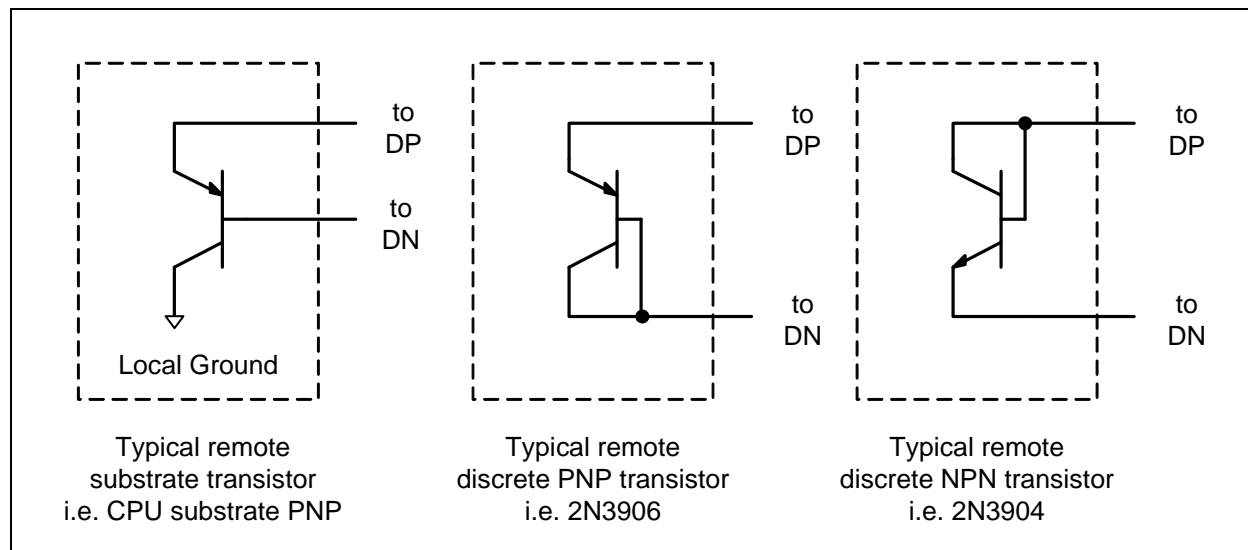 to
DP
to
DN
Local Ground
Typical remote
substrate transistor
i.e. CPU substrate PNP
to
DP
to
DN
Typical remote
discrete PNP transistor
i.e. 2N3906
to
DP
to
DN
Typical remote
discrete NPN transistor
i.e. 2N3904